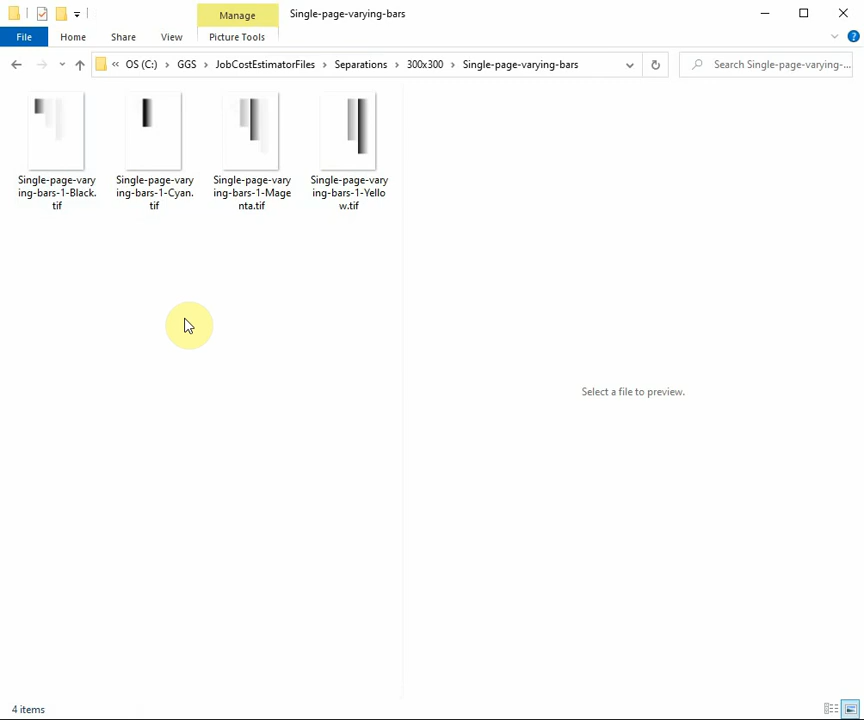 Manage
Single-page-varying-bars
File
Home
Share
View
Picture Tools
« OS (C:) > GGS > JobCostEstimatorFiles > Separations > 300x300 > Single-page-varying-bars
Search Single-page-varying-...
Single-page-vary
ing-bars-1-Black.
tif
Single-page-vary
ing-bars-1-Cyan.
tif
Single-page-vary
ing-bars-1-Mage
nta.tif
Single-page-vary
ing-bars-1-Yello
w.tif
Select a file to preview.
4 items